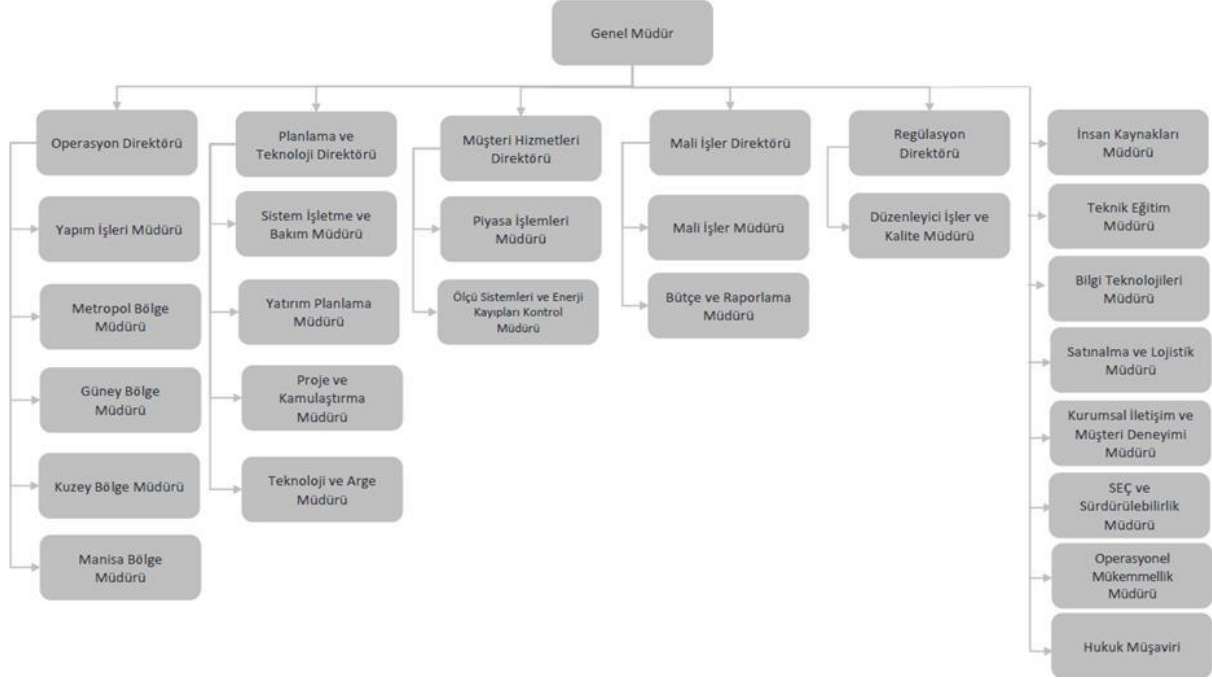 Genel Müdür
Operasyon Direktörü
Yapım İşleri Müdürü
Metropol Bölge
Müdürü
Güney Bölge
Müdürü
Kuzey Bölge Müdürü
Manisa Bölge
Müdürü
Planlama ve
Teknoloji Direktörü
Sistem İşletme ve
Bakım Müdürü
Yatırım Planlama
Müdürü
Proje ve
Kamulaştırma
Müdürü
Teknoloji ve Arge
Müdürü
Müşteri Hizmetleri
Direktörü
Piyasa İşlemleri
Müdürü
Ölçü Sistemleri ve Enerji
Kayıpları Kontrol
Müdürü
Mali İşler Direktörü
Mali İşler Müdürü
Bütçe ve Raporlama
Müdürü
Regülasyon
Direktörü
Düzenleyici İşler ve
Kalite Müdürü
İnsan Kaynakları
Müdürü
Teknik Eğitim
Müdürü
Bilgi Teknolojileri
Müdürü
Satınalma ve Lojistik
Müdürü
Kurumsal İletişim ve
Müşteri Deneyimi
Müdürü
SEÇ ve
Sürdürülebilirlik
Müdürü
Operasyonel
Mükemmellik
Müdürü
Hukuk Müşaviri